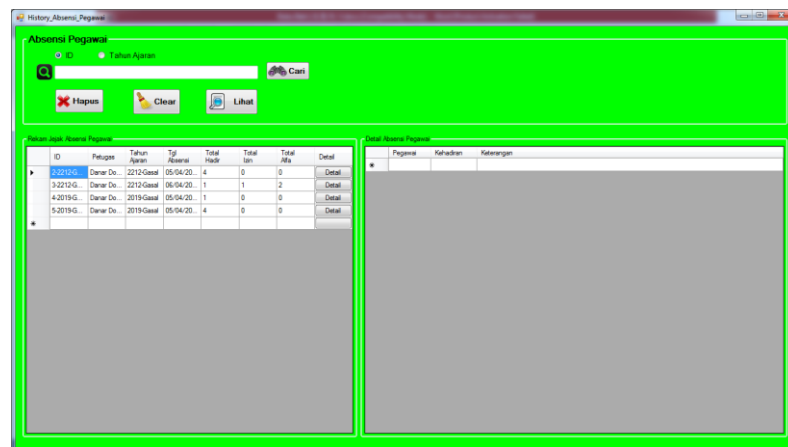 History_Absensi_Pegawai
Absensi Pegawai
ID Tahun Ajaran
Cari
Hapus Clear Lihat
Rekam Jejak Absensi Pegawai
ID Petugas Tahun Ajaran Tgl Absensi Total Hadir Total Izin Total Alfa Detail
2-2212-G... Danar Do... 2212-Gasal 05/04/20... 4 0 0 Detail
3-2212-G... Danar Do... 2212-Gasal 06/04/20... 1 1 2 Detail
4-2019-G... Danar Do... 2019-Gasal 05/04/20... 1 0 0 Detail
5-2019-G... Danar Do... 2019-Gasal 05/04/20... 4 0 0 Detail
Detail Absensi Pegawai
Pegawai Kehadiran Keterangan